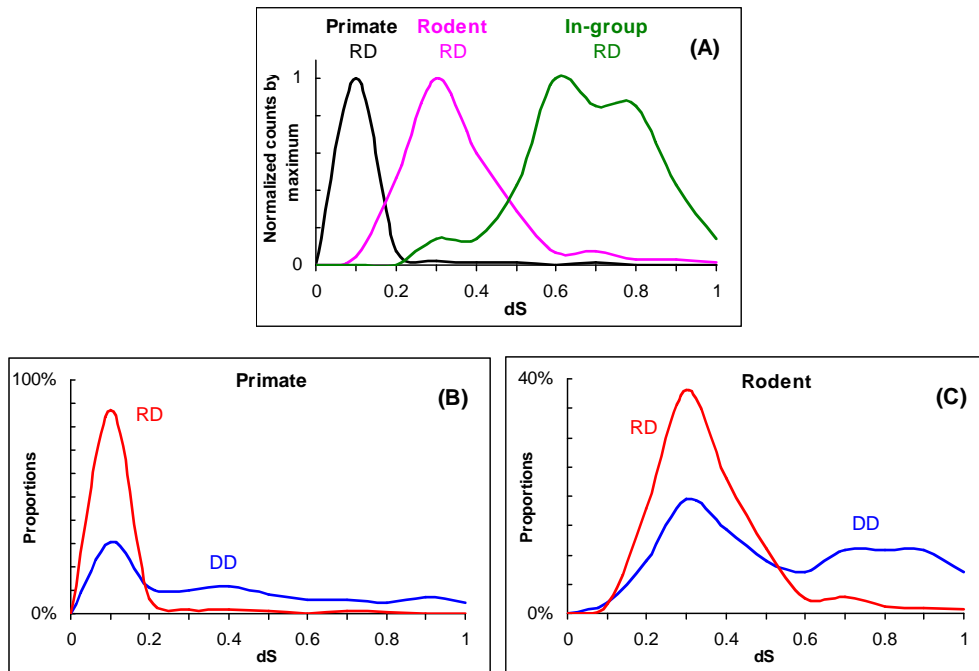 Primate Rodent In-group (A)
RD RD RD
Normalized counts by
maximum
1
0
0 0.2 0.4 0.6 0.8 1
dS
100% Primate (B)
RD
Proportions
DD
0%
0 0.2 0.4 0.6 0.8 1
dS
40% Rodent (C)
RD
Proportions
DD
0%
0 0.2 0.4 0.6 0.8 1
dS